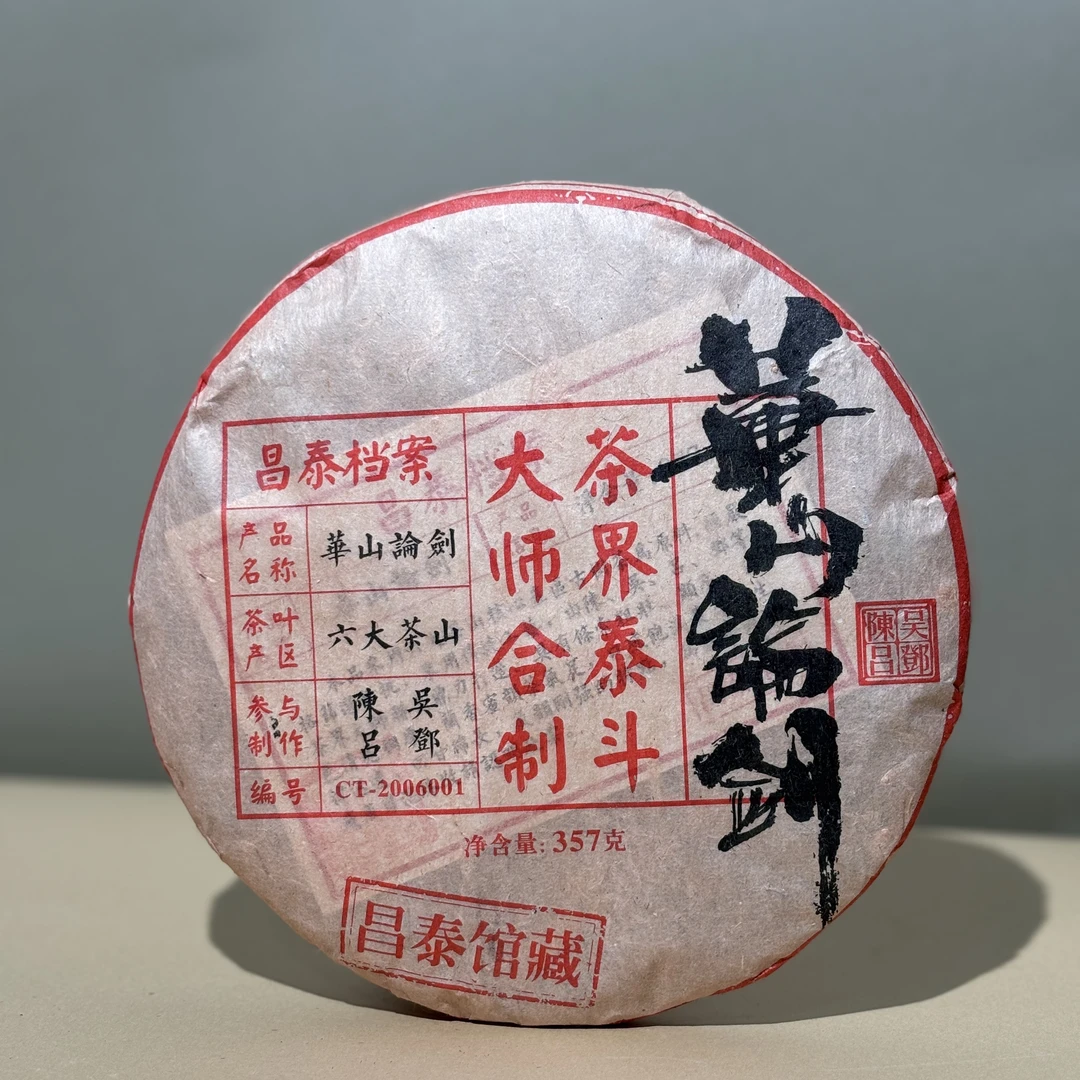 華山論劍
吳鄧
陳呂
茶界泰斗
大师合制
昌泰档案
产品名称
華山論劍
茶叶产区
六大茶山
参与制作
陳吳
呂鄧
编号
CT-2006001
净含量: 357克
昌泰馆藏